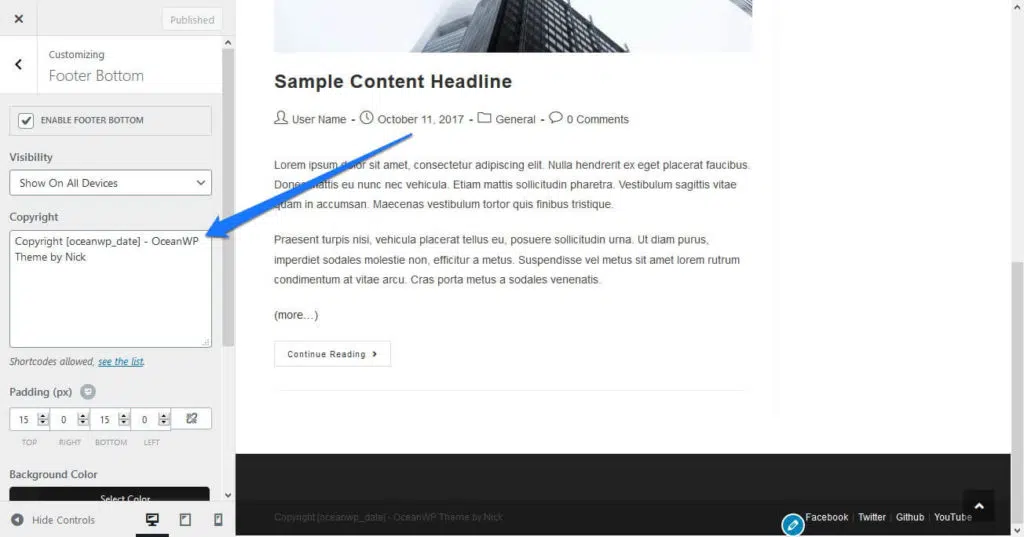 Published
Customizing
Footer Bottom
ENABLE FOOTER BOTTOM
Visibility
Show On All Devices
Copyright
Copyright [oceanwp_date] - OceanWP
Theme by Nick
Shortcodes allowed, see the list.
Padding (px)
15 0 15 0
TOP RIGHT BOTTOM LEFT
Background Color
Select Color
Hide Controls
Sample Content Headline
User Name - October 11, 2017 - General - 0 Comments
Lorem ipsum dolor sit amet, consectetur adipiscing elit. Nulla hendrerit ex eget placerat faucibus.
Donec mattis eu nunc nec vehicula. Etiam mattis sollicitudin pharetra. Vestibulum sagittis vitae
quam in accumsan. Maecenas vestibulum tortor quis finibus tristique.
Praesent turpis nisi, vehicula placerat tellus eu, posuere sollicitudin urna. Ut diam purus,
imperdiet sodales molestie non, efficitur a metus. Suspendisse vel metus sit amet lorem rutrum
condimentum at vitae arcu. Cras porta metus a sodales venenatis.
(more…)
Continue Reading
Copyright [oceanwp_date] - OceanWP Theme by Nick
Facebook | Twitter | Github | YouTube